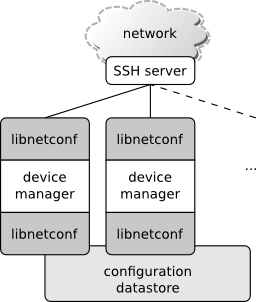 network
SSH server
libnetconf
libnetconf
device
manager
device
manager
...
libnetconf
libnetconf
configuration
datastore